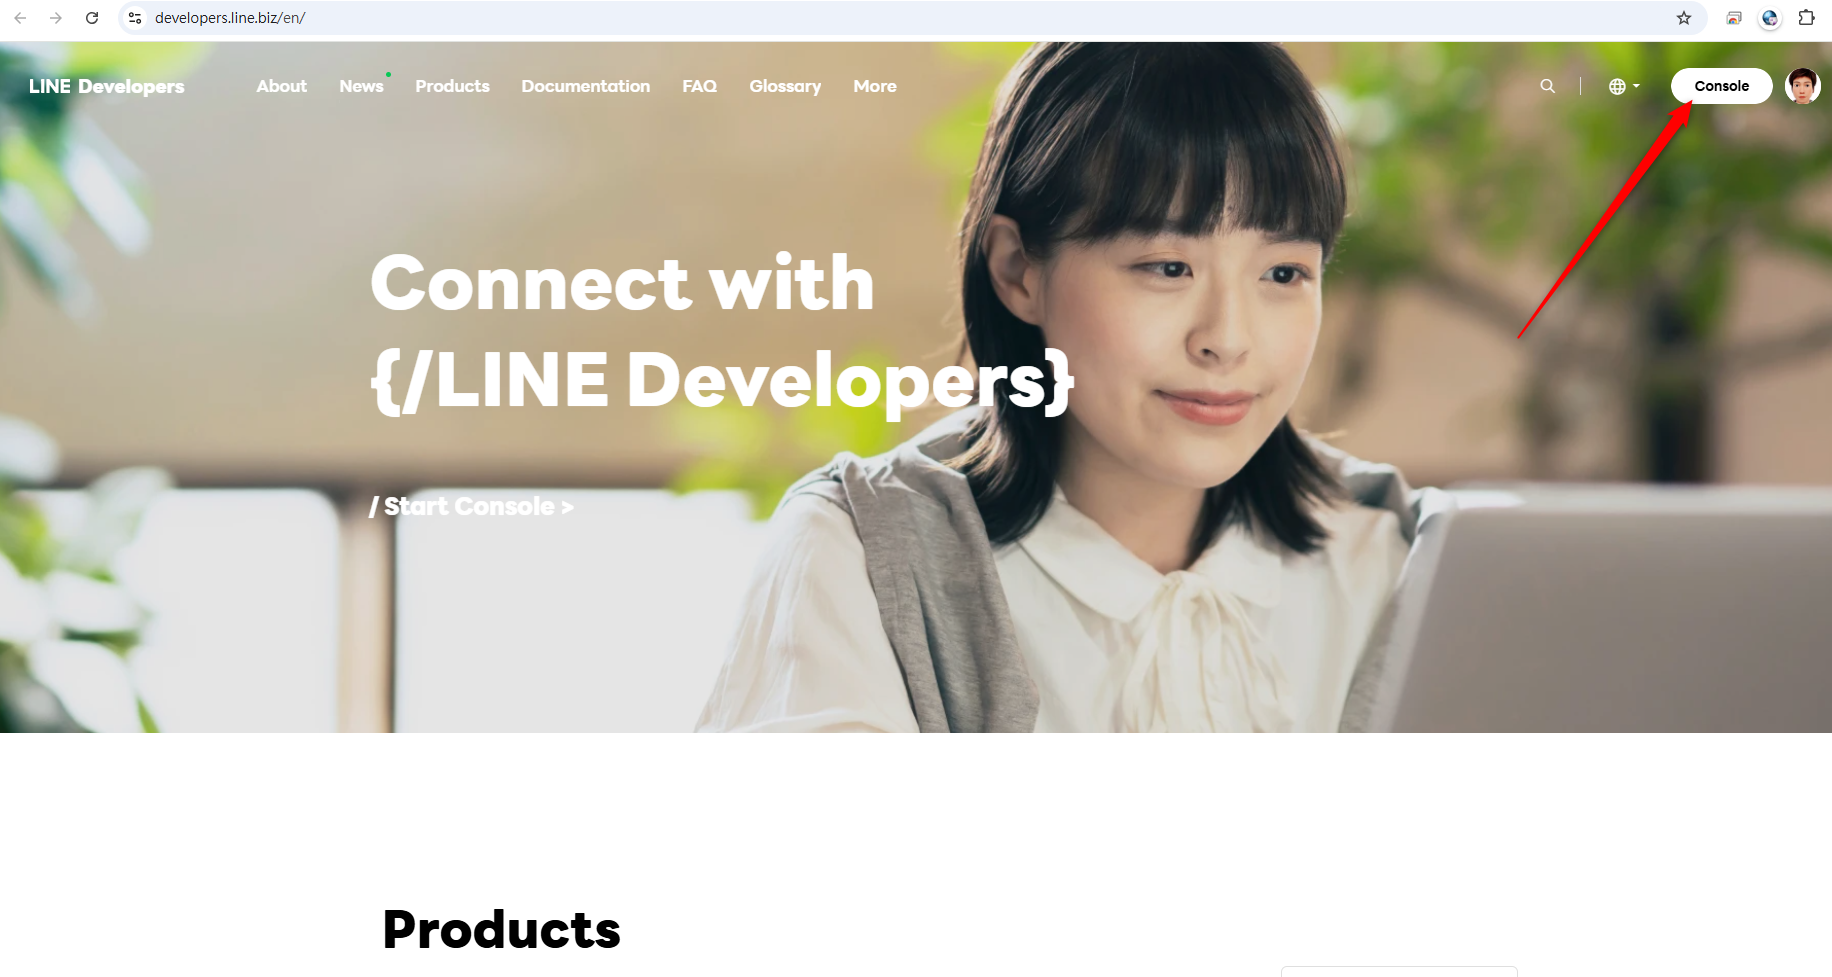 developers.line.biz/en/
LINE Developers
About
News
Products
Documentation
FAQ
Glossary
More
Console
Connect with
{/LINE Developers}
/ Start Console >
Products